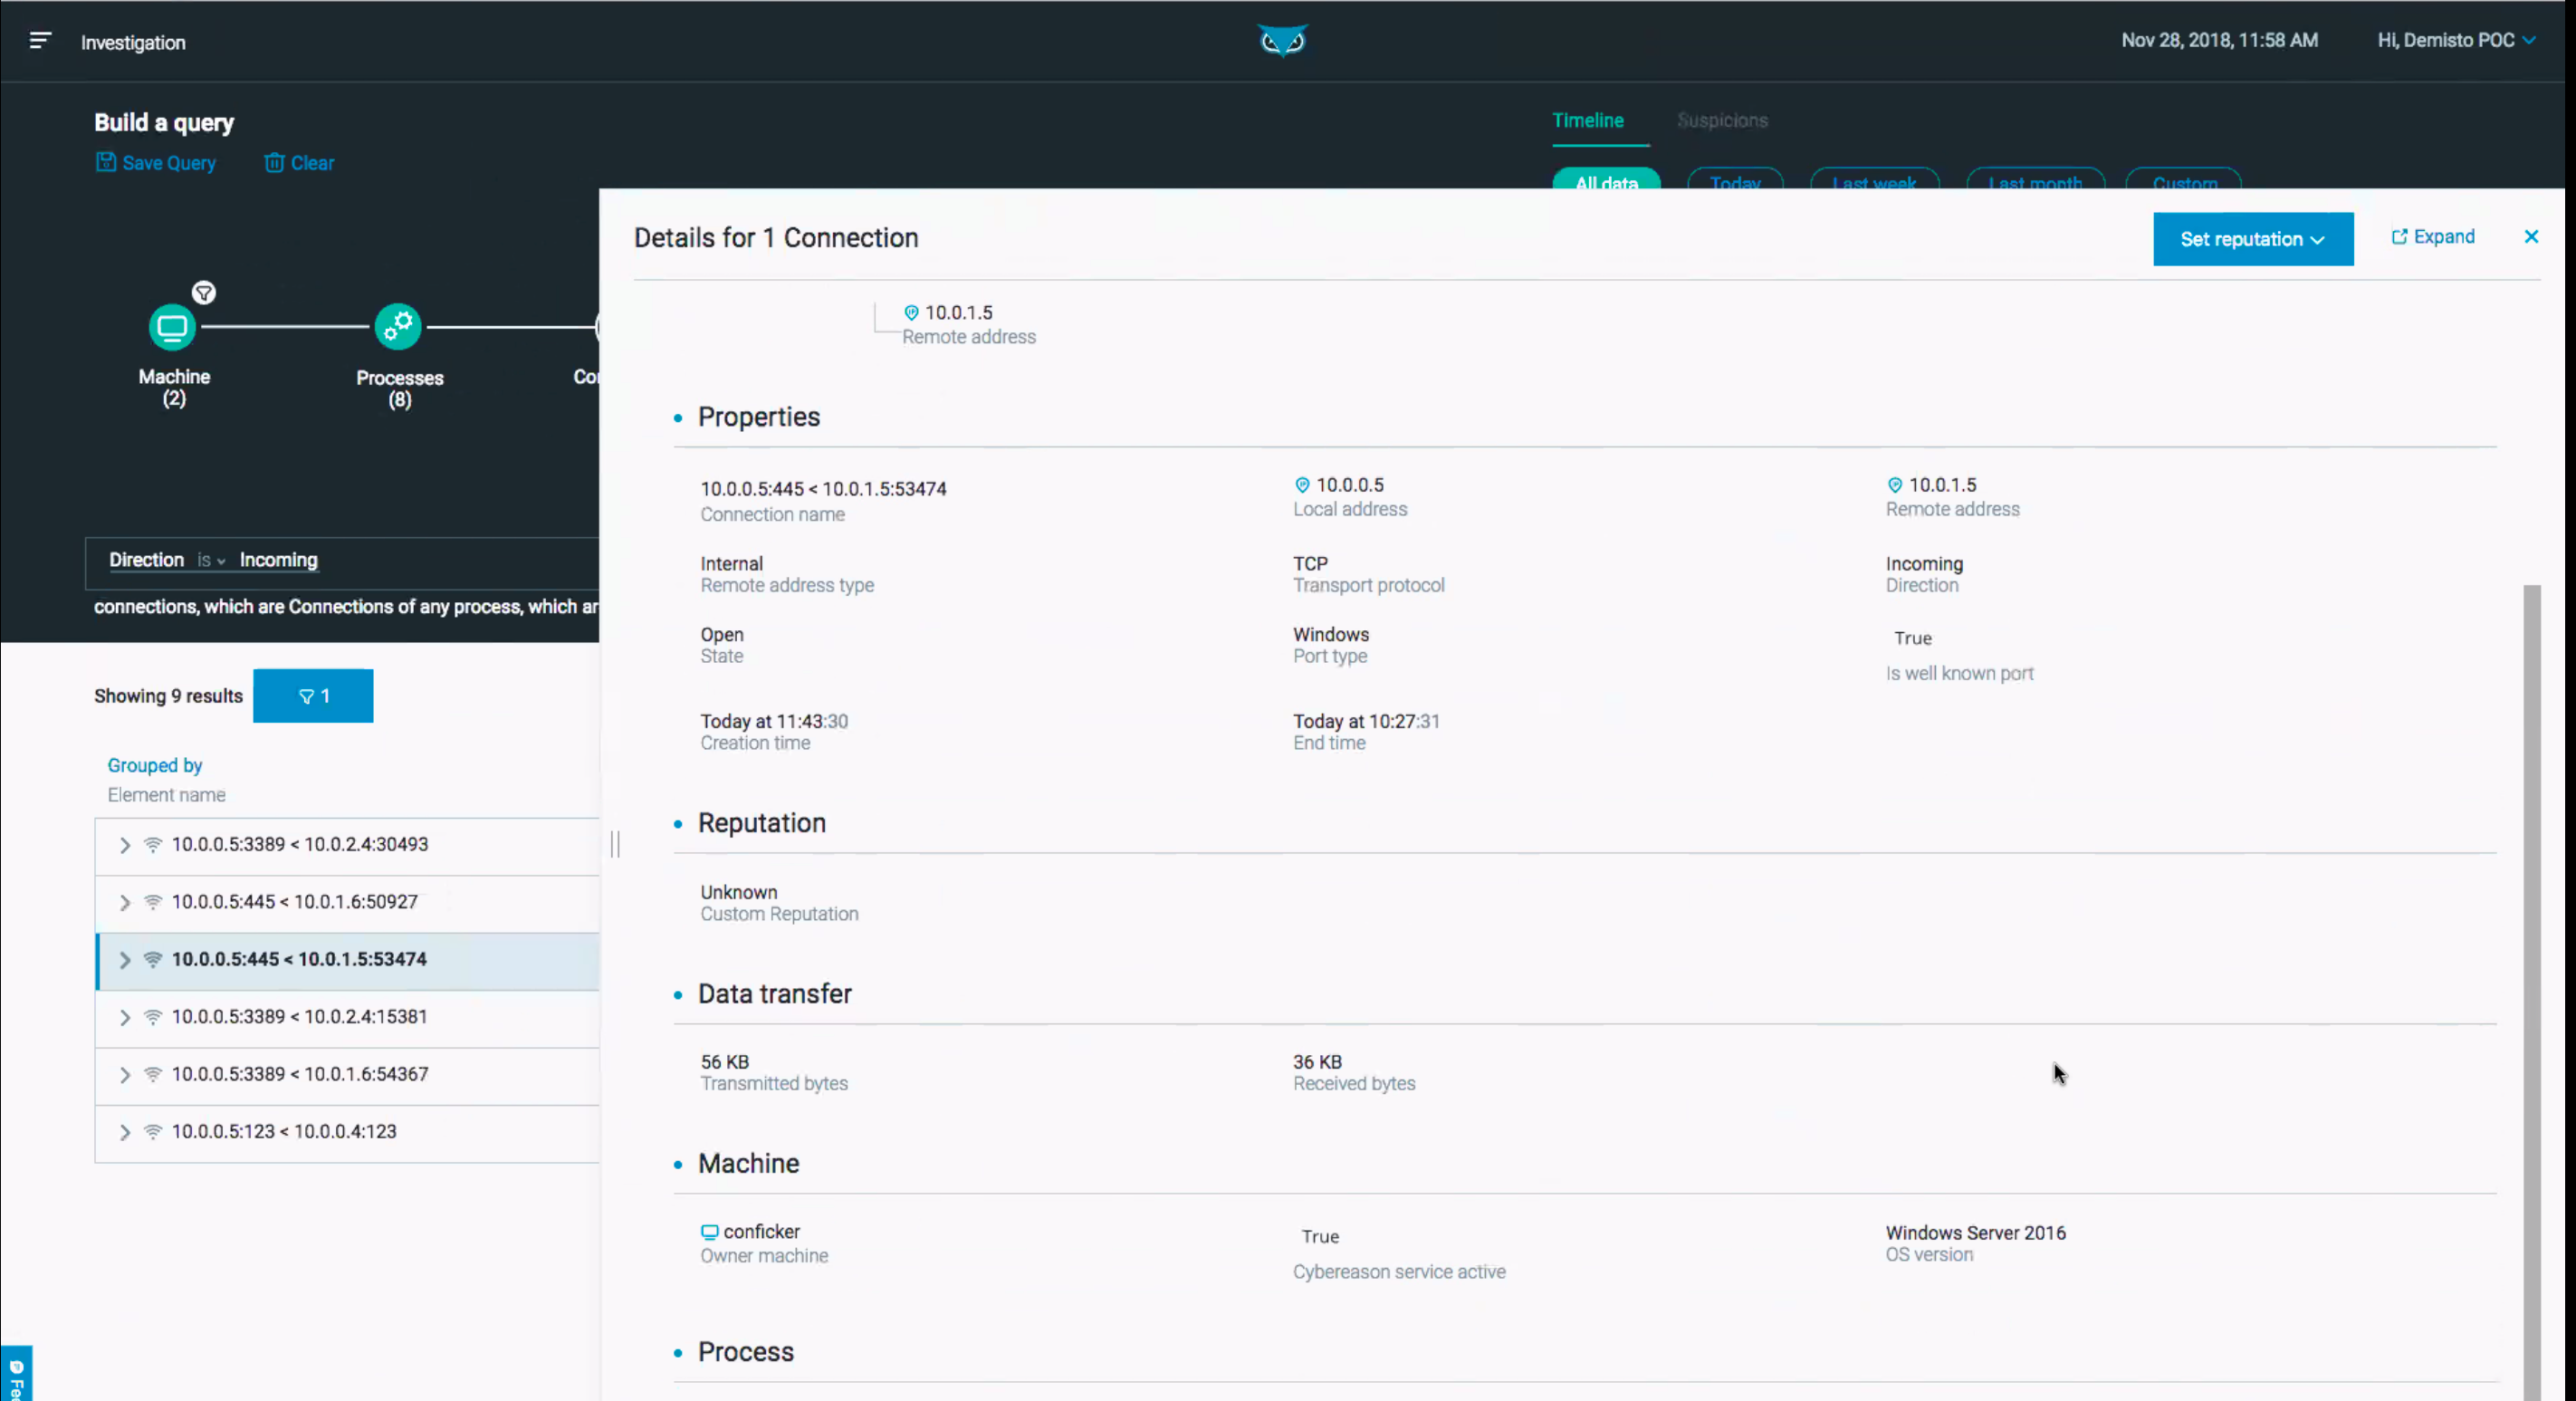 Investigation
Nov 28, 2018, 11:58 AM
Hi, Demisto POC
Build a query
Save Query Clear
Timeline Suspicions
All data Today Last week Last month Custom
Machine
(2)
Processes
(8)
Direction is Incoming
connections, which are Connections of any process, which
Showing 9 results
1
Grouped by
Element name
10.0.0.5:3389 < 10.0.2.4:30493
10.0.0.5:445 < 10.0.1.6:50927
10.0.0.5:445 < 10.0.1.5:53474
10.0.0.5:3389 < 10.0.2.4:15381
10.0.0.5:3389 < 10.0.1.6:54367
10.0.0.5:123 < 10.0.0.4:123
Details for 1 Connection
Set reputation
Expand
10.0.1.5
Remote address
Properties
10.0.0.5:445 < 10.0.1.5:53474
Connection name
10.0.0.5
Local address
10.0.1.5
Remote address
Internal
Remote address type
TCP
Transport protocol
Incoming
Direction
Open
State
Windows
Port type
True
Is well known port
Today at 11:43:30
Creation time
Today at 10:27:31
End time
Reputation
Unknown
Custom Reputation
Data transfer
56 KB
Transmitted bytes
36 KB
Received bytes
Machine
conficker
Owner machine
True
Cybereason service active
Windows Server 2016
OS version
Process